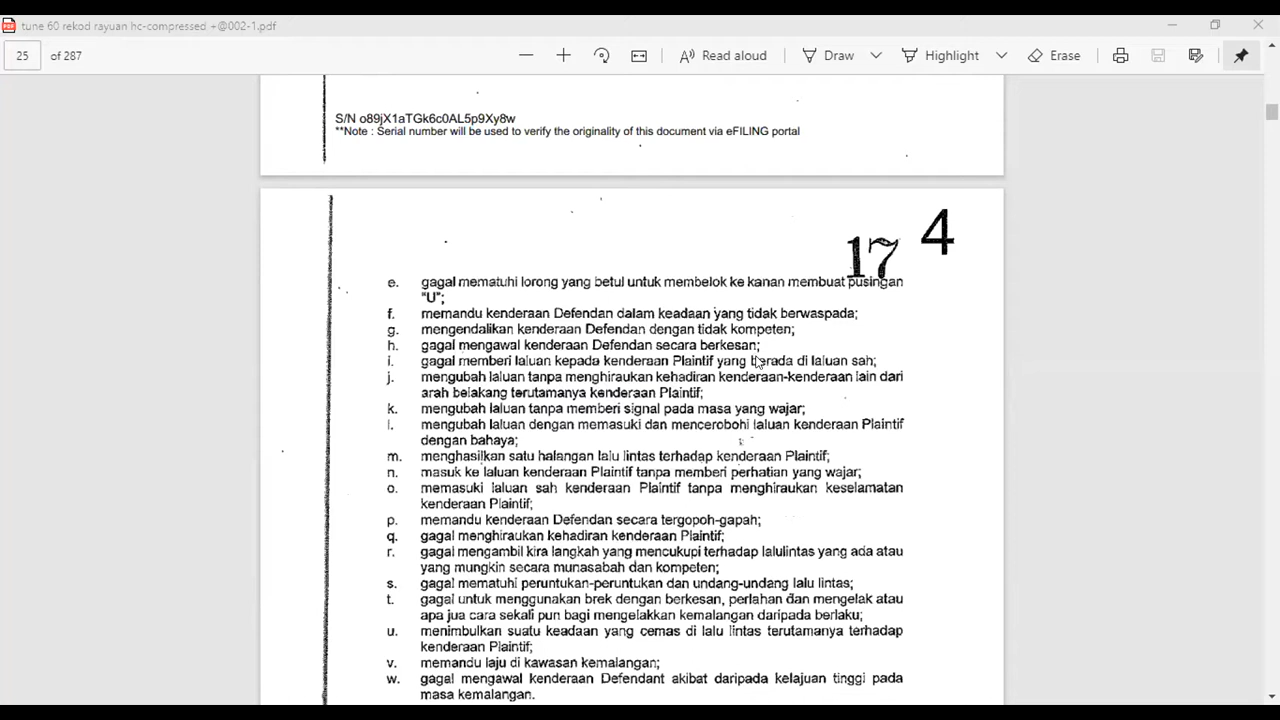 tune 60 rekod rayuan hc-compressed +@002-1.pdf
25 of 287
Read aloud
Draw
Highlight
Erase
S/N o89jX1aTGk6c0AL5p9Xy8w
**Note : Serial number will be used to verify the originality of this document via eFILING portal
17 4
e. gagal mematuhi lorong yang betul untuk membelok ke kanan membuat pusingan
"U";
f. memandu kenderaan Defendan dalam keadaan yang tidak berwaspada;
g. mengendalikan kenderaan Defendan dengan tidak kompeten;
h. gagal mengawal kenderaan Defendan secara berkesan;
i. gagal memberi laluan kepada kenderaan Plaintif yang berada di laluan sah;
j. mengubah laluan tanpa menghiraukan kehadiran kenderaan-kenderaan lain dari
arah belakang terutamanya kenderaan Plaintif;
k. mengubah laluan tanpa memberi signal pada masa yang wajar;
l. mengubah laluan dengan memasuki dan mencerobohi laluan kenderaan Plaintif
dengan bahaya;
m. menghasilkan satu halangan lalu lintas terhadap kenderaan Plaintif;
n. masuk ke laluan kenderaan Plaintif tanpa memberi perhatian yang wajar;
o. memasuki laluan sah kenderaan Plaintif tanpa menghiraukan keselamatan
kenderaan Plaintif;
p. memandu kenderaan Defendan secara tergopoh-gapah;
q. gagal menghiraukan kehadiran kenderaan Plaintif;
r. gagal mengambil kira langkah yang mencukupi terhadap lalulintas yang ada atau
yang mungkin secara munasabah dan kompeten;
s. gagal mematuhi peruntukan-peruntukan dan undang-undang lalu lintas;
t. gagal untuk menggunakan brek dengan berkesan, perlahan dan mengelak atau
apa jua cara sekali pun bagi mengelakkan kemalangan daripada berlaku;
u. menimbulkan suatu keadaan yang cemas di lalu lintas terutamanya terhadap
kenderaan Plaintif;
v. memandu laju di kawasan kemalangan;
w. gagal mengawal kenderaan Defendant akibat daripada kelajuan tinggi pada
masa kemalangan.